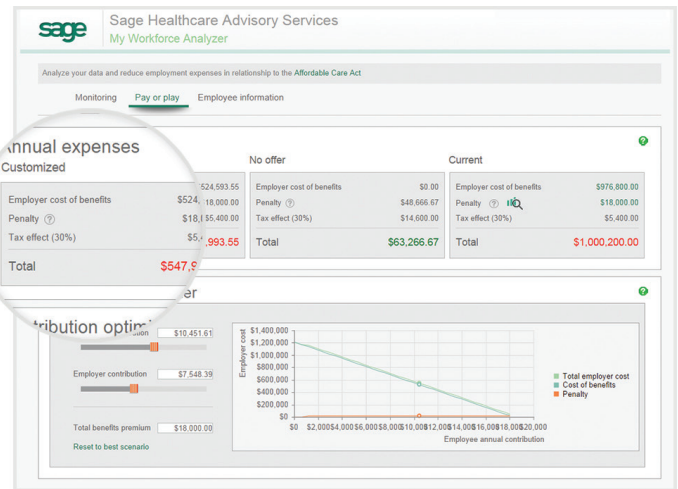 sage
Sage Healthcare Advisory Services
My Workforce Analyzer
Analyze your data and reduce employment expenses in relationship to the Affordable Care Act
Monitoring Pay or play Employee information
Annual expenses
Customized
Employer cost of benefits $524,
Penalty ? $18,
Tax effect (30%) $5,
Total $547,9
524,593.55
18,000.00
$5,400.00
,993.55
No offer
Employer cost of benefits $0.00
Penalty ? $48,666.67
Tax effect (30%) $14,600.00
Total $63,266.67
Current
Employer cost of benefits $976,800.00
Penalty ? $18,000.00
Tax effect (30%) $5,400.00
Total $1,000,200.00
?
er
?
tribution optim
$10,451.61
Employer contribution $7,548.39
Total benefits premium $18,000.00
Reset to best scenario
Employer cost
$1,400,000
$1,200,000
$1,000,000
$800,000
$600,000
$400,000
$200,000
$0
$0 $2,000 $4,000 $6,000 $8,000 $10,000 $12,000 $14,000 $16,000 $18,000 $20,000
Employee annual contribution
Total employer cost
Cost of benefits
Penalty